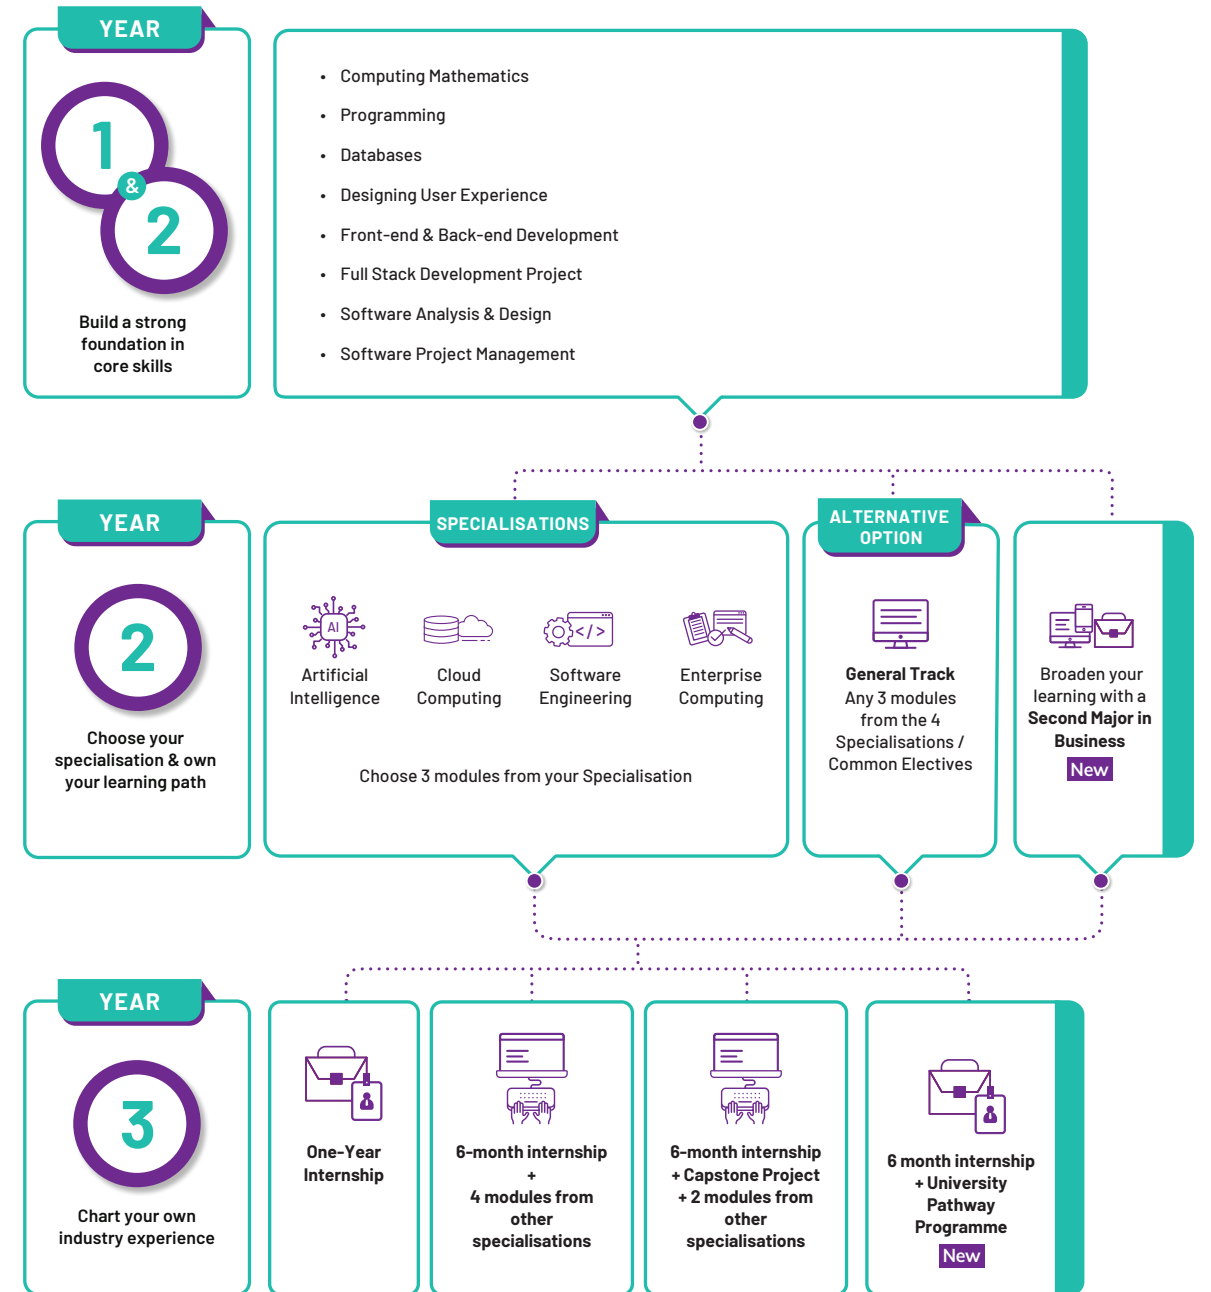 YEAR
1
&
2
Build a strong
foundation in
core skills
• Computing Mathematics
• Programming
• Databases
• Designing User Experience
• Front-end & Back-end Development
• Full Stack Development Project
• Software Analysis & Design
• Software Project Management
YEAR
2
Choose your
specialisation & own
your learning path
SPECIALISATIONS
AI
Artificial
Intelligence
Cloud
Computing
</>
Software
Engineering
Enterprise
Computing
Choose 3 modules from your Specialisation
ALTERNATIVE
OPTION
General Track
Any 3 modules
from the 4
Specialisations /
Common Electives
Broaden your
learning with a
Second Major in
Business
New
YEAR
3
Chart your own
industry experience
One-Year
Internship
6-month internship
+
4 modules from
other
specialisations
6-month internship
+ Capstone Project
+ 2 modules from
other
specialisations
6 month internship
+ University
Pathway
Programme
New